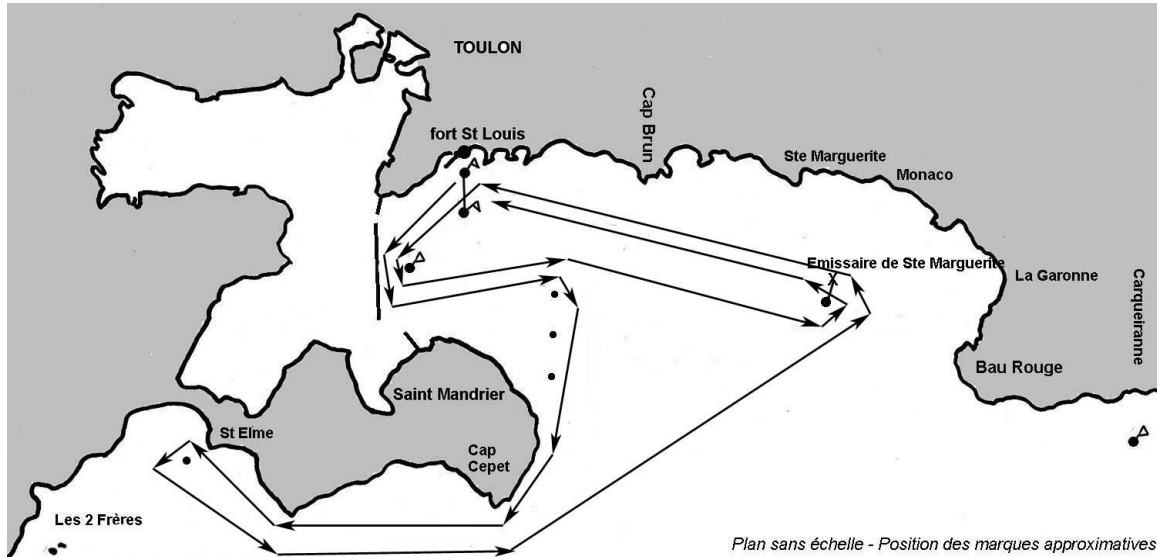 TOULON
Cap Brun
fort St Louis
Ste Marguerite
Monaco
Emissaire de Ste Marguerite
X
La Garonne
Carqueiranne
Bau Rouge
Saint Mandrier
St Elme
Cap
Cepet
Les 2 Frères
Plan sans échelle - Position des marques approximatives